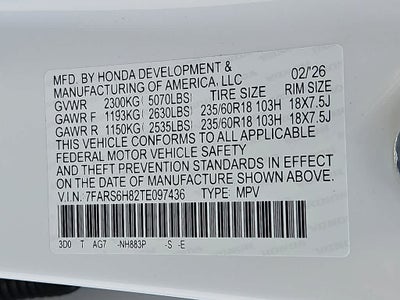 MFD. BY HONDA DEVELOPMENT &
MANUFACTURING OF AMERICA, LLC 02/'26
GVWR 2300KG(5070LBS) TIRE SIZE RIM SIZE
GAWR F 1193KG(2630LBS) 235/60R18 103H 18X7.5J
GAWR R 1150KG(2535LBS) 235/60R18 103H 18X7.5J
THIS VEHICLE CONFORMS TO ALL APPLICABLE
FEDERAL MOTOR VEHICLE SAFETY
AND THEFT PREVENTION STANDARDS IN EFFECT
ON THE DATE OF MANUFACTURE SHOWN ABOVE.
V.I.N: 7FARS6H82TE097436 TYPE: MPV
3D0 T AG7 -NH883P -S -E